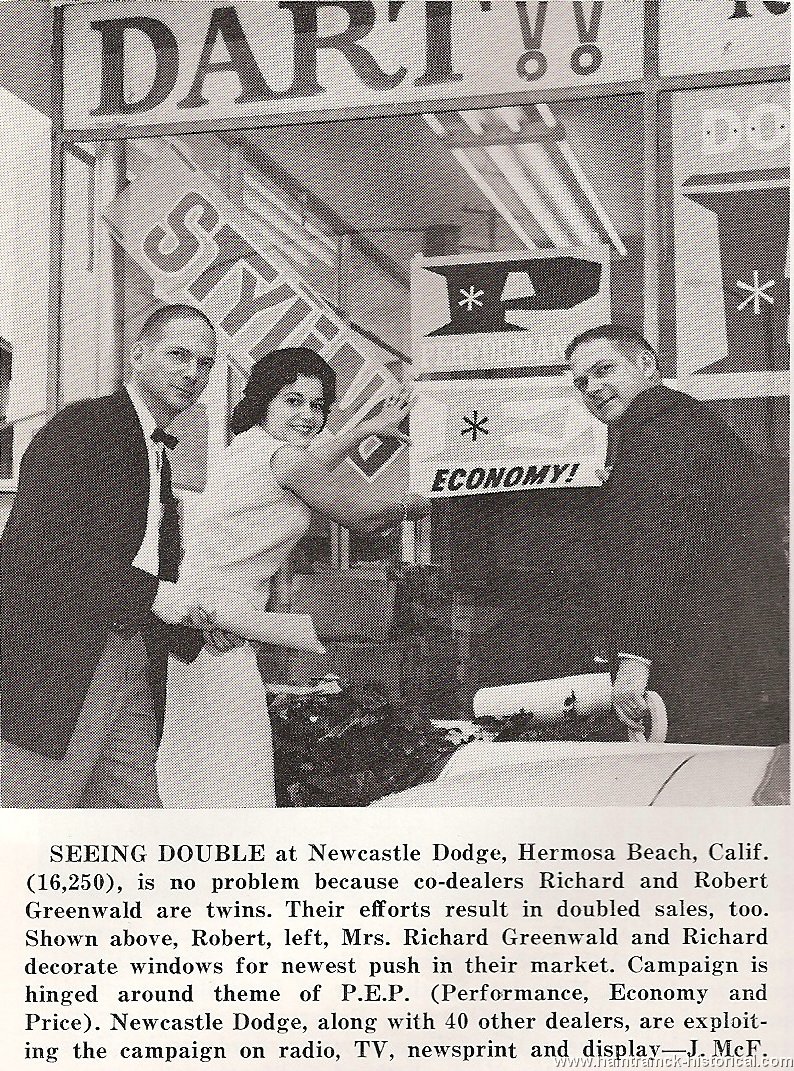 DART!!
DO
STYLED
P
PERFORMANCE
ECONOMY!
SEEING DOUBLE at Newcastle Dodge, Hermosa Beach, Calif.
(16,250), is no problem because co-dealers Richard and Robert
Greenwald are twins. Their efforts result in doubled sales, too.
Shown above, Robert, left, Mrs. Richard Greenwald and Richard
decorate windows for newest push in their market. Campaign is
hinged around theme of P.E.P. (Performance, Economy and
Price). Newcastle Dodge, along with 40 other dealers, are exploit-
ing the campaign on radio, TV, newsprint and display—J. McF.
www.hamtramck-historical.com